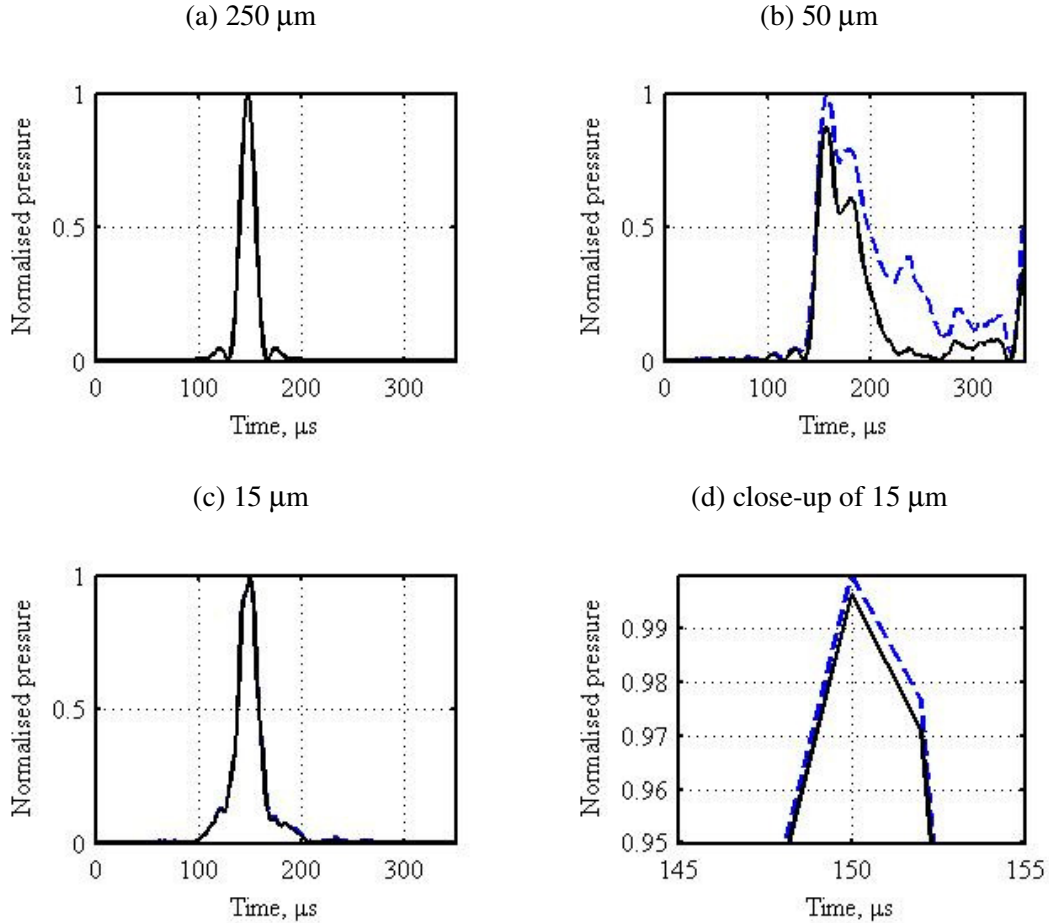 (a) 250 μm
(b) 50 μm
1
0.5
0
Normalised pressure
0 100 200 300
Time, μs
1
0.5
0
Normalised pressure
0 100 200 300
Time, μs
(c) 15 μm
(d) close-up of 15 μm
1
0.5
0
Normalised pressure
0 100 200 300
Time, μs
0.99
0.98
0.97
0.96
0.95
Normalised pressure
145 150 155
Time, μs